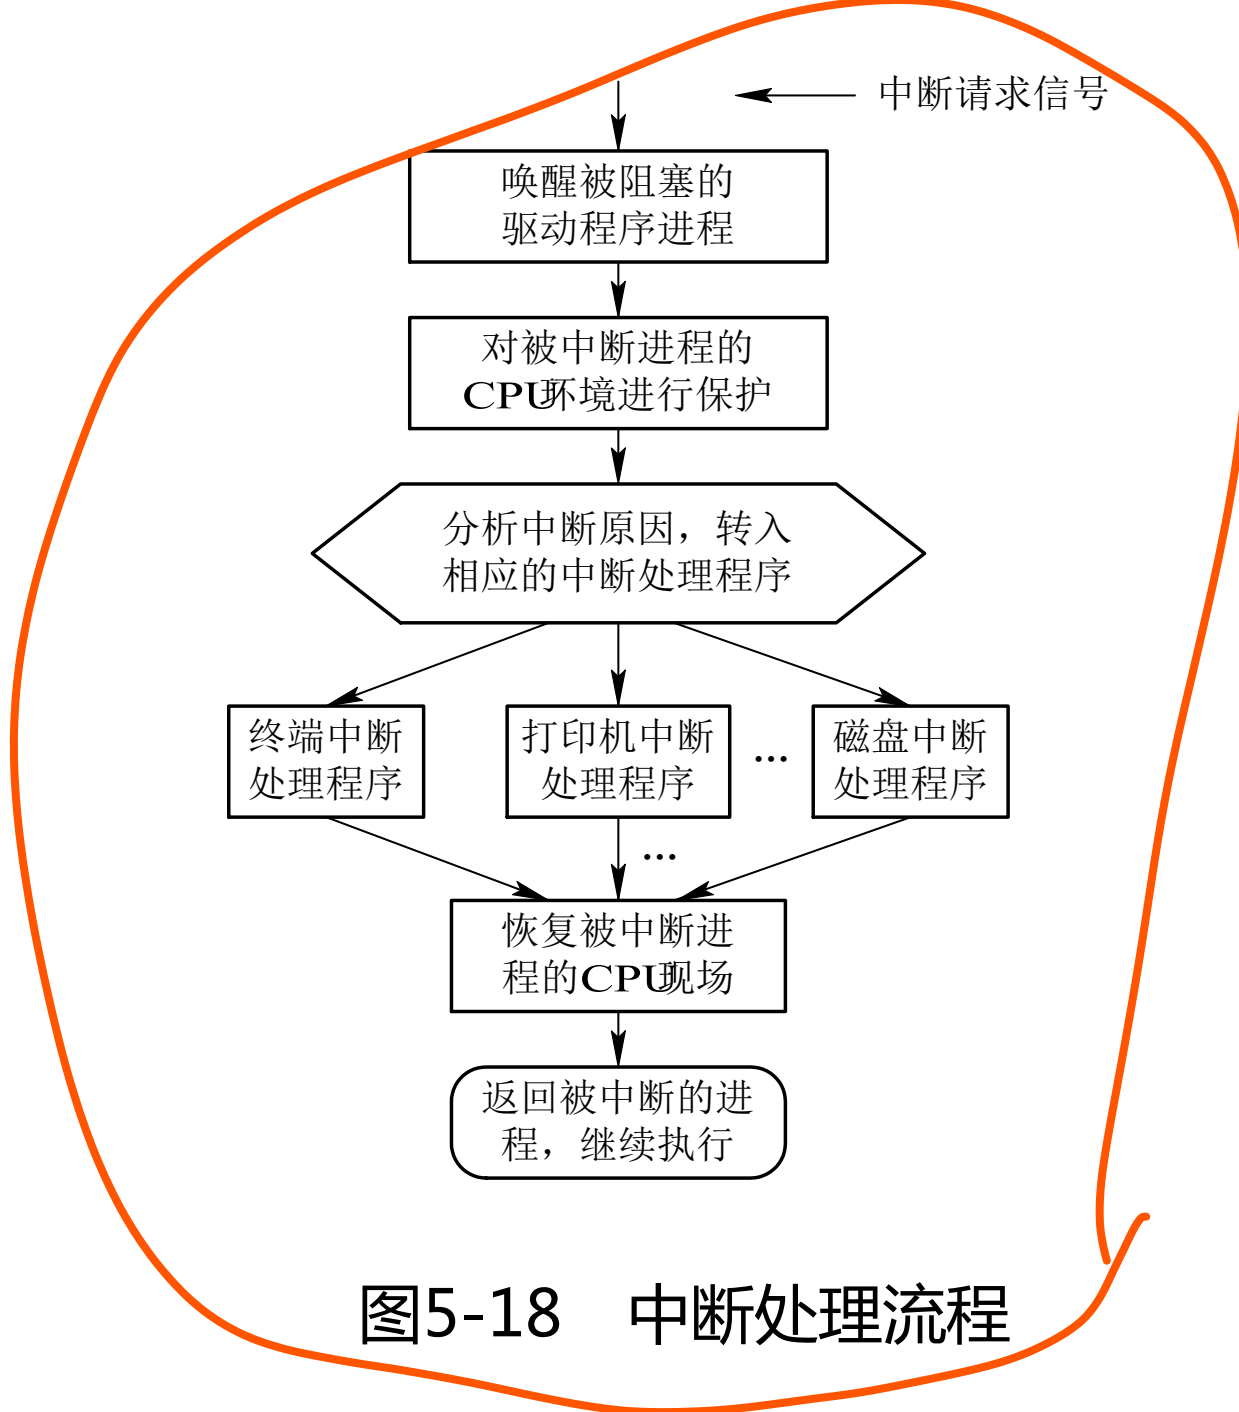 中断请求信号
唤醒被阻塞的
驱动程序进程
对被中断进程的
CPU环境进行保护
分析中断原因，转入
相应的中断处理程序
终端中断
处理程序
打印机中断
处理程序
...
磁盘中断
处理程序
...
恢复被中断进
程的CPU现场
返回被中断的进
程，继续执行
图5-18 中断处理流程